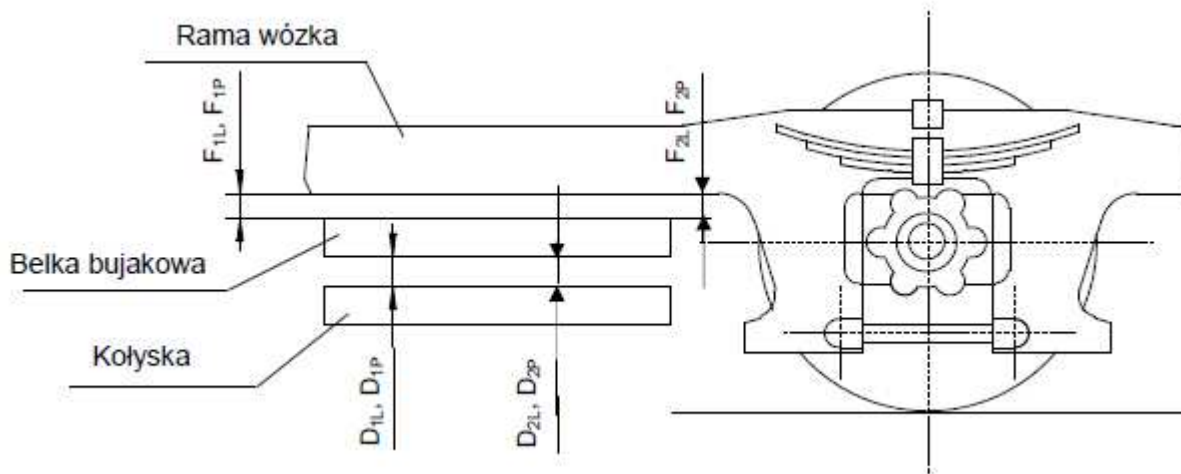 Rama wózka
F1L, F1P
F2L, F2P
Belka bujakowa
Kołyska
D1L, D1P
D2L, D2P